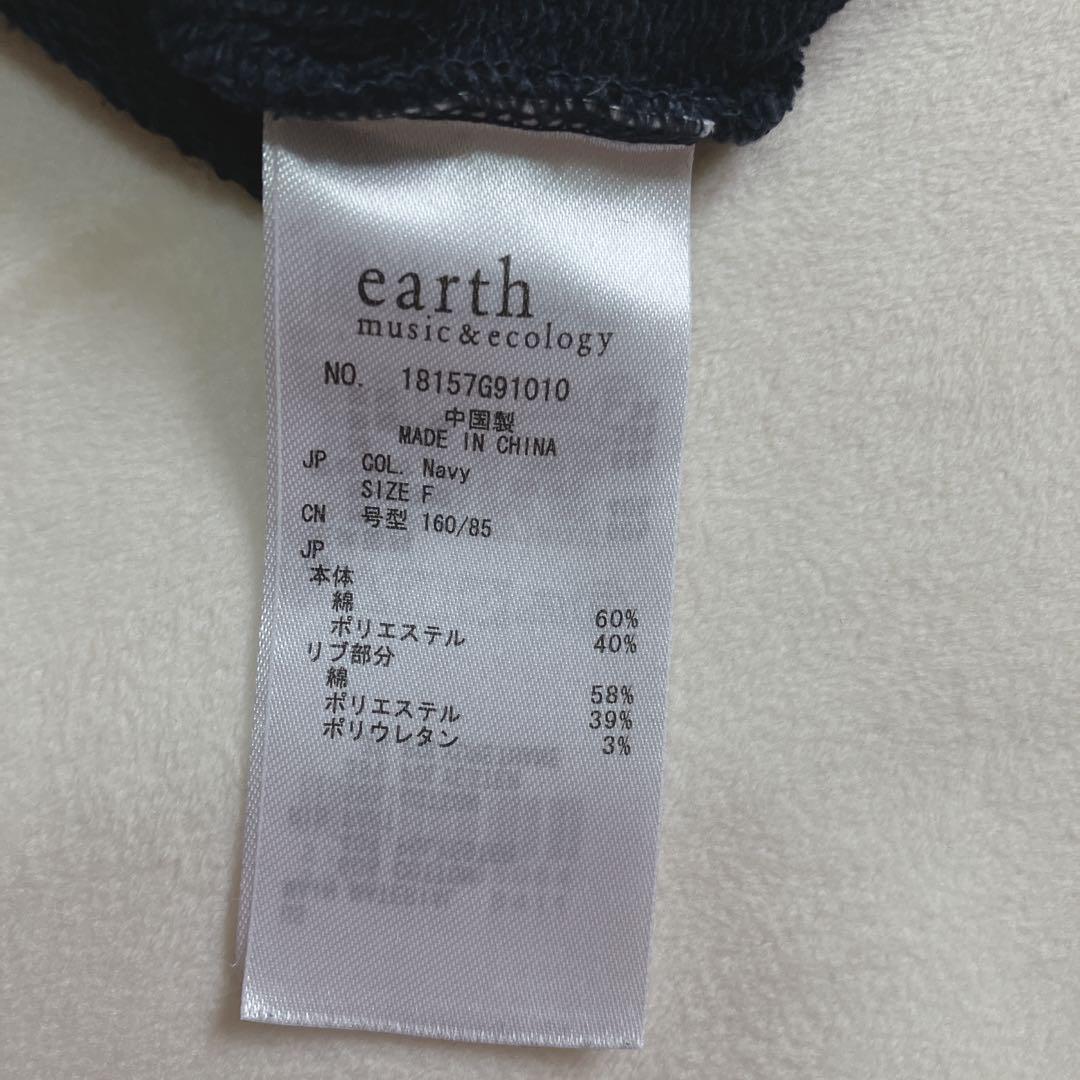 earth
music & ecology
NO. 18157G91010
中国製
MADE IN CHINA
JP COL. Navy
SIZE F
CN 号型 160/85
JP
本体
綿 60%
ポリエステル 40%
リブ部分
綿 58%
ポリエステル 39%
ポリウレタン 3%